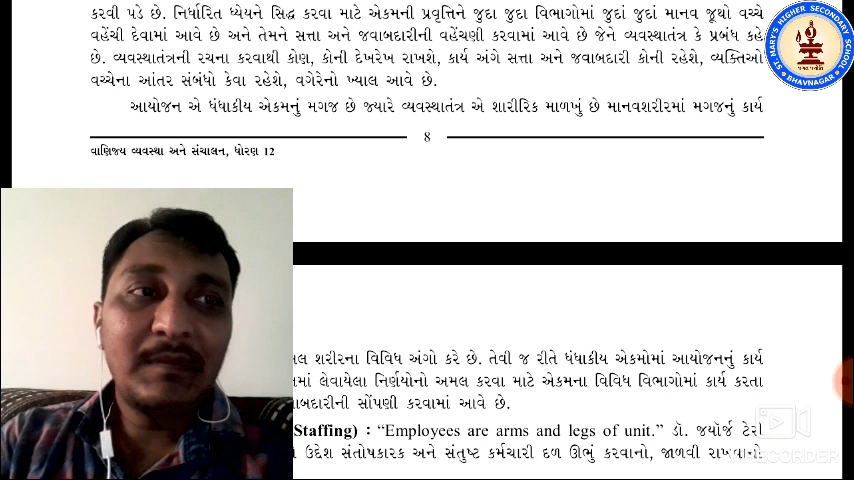 કરવી પડે છે. નિર્ધારિત ધ્યેયને સિદ્ધ કરવા માટે એકમની પ્રવૃત્તિને જુદા જુદા વિભાગોમાં જુદાં જુદાં માનવ જૂથો વચ્ચે
વહેંચી દેવામાં આવે છે અને તેમને સત્તા અને જવાબદારીની વહેંચણી કરવામાં આવે છે જેને વ્યવસ્થાતંત્ર કે પ્રબંધ કહે
છે. વ્યવસ્થાતંત્રની રચના કરવાથી કોણ, કોની દેખરેખ રાખશે, કાર્ય અંગે સત્તા અને જવાબદારી કોની રહેશે, વ્યક્તિઓ
વચ્ચેના આંતર સંબંધો કેવા રહેશે, વગેરેનો ખ્યાલ આવે છે.
આયોજન એ ધંધાકીય એકમનું મગજ છે જ્યારે વ્યવસ્થાતંત્ર એ શારીરિક માળખું છે માનવશરીરમાં મગજનું કાર્ય
8
વાણિજ્ય વ્યવસ્થા અને સંચાલન, ધોરણ 12
ST. MARY'S HIGHER SECONDARY SCHOOL
BHAVNAGAR
શરીરના વિવિધ અંગો કરે છે. તેવી જ રીતે ધંધાકીય એકમોમાં આયોજનનું કાર્ય
લેવાયેલા નિર્ણયોનો અમલ કરવા માટે એકમના વિવિધ વિભાગોમાં કાર્ય કરતા
સોંપણી કરવામાં આવે છે.
Staffing) : “Employees are arms and legs of unit.” ડૉ. જ્યૉર્જ ટેરી
ઉદેશ સંતોષકારક અને સંતુષ્ટ કર્મચારી દળ ઊભું કરવાનો, જાળવી રાખવાનો
VRECORDER